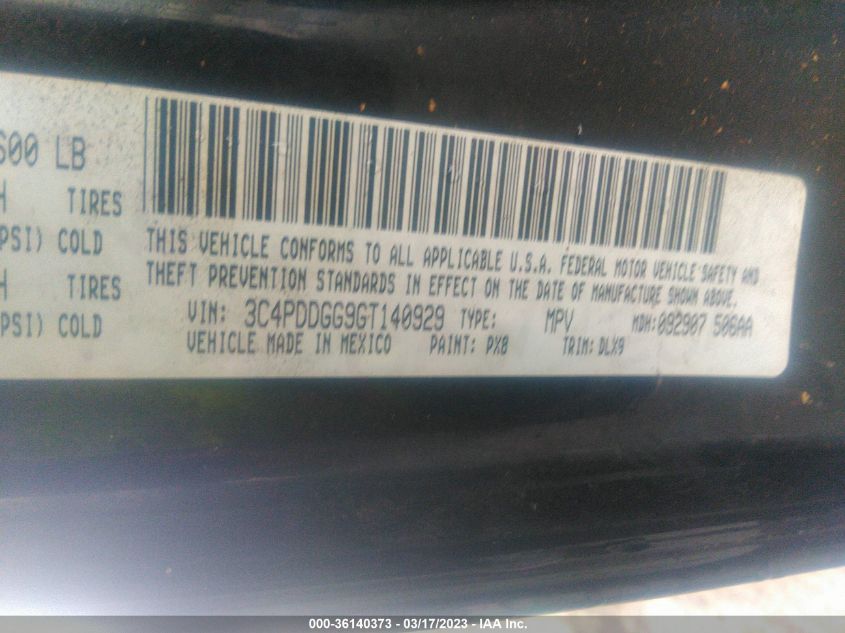 600 LB
H TIRES
PSI) COLD
H TIRES
PSI) COLD
THIS VEHICLE CONFORMS TO ALL APPLICABLE U.S.A. FEDERAL MOTOR VEHICLE SAFETY AND
THEFT PREVENTION STANDARDS IN EFFECT ON THE DATE OF MANUFACTURE SHOWN ABOVE.
VIN: 3C4PDDGG9GT140929 TYPE: MPV MDH:092907 506AA
VEHICLE MADE IN MEXICO PAINT: PX8 TRIM: DLX9
000-36140373 - 03/17/2023 - IAA Inc.